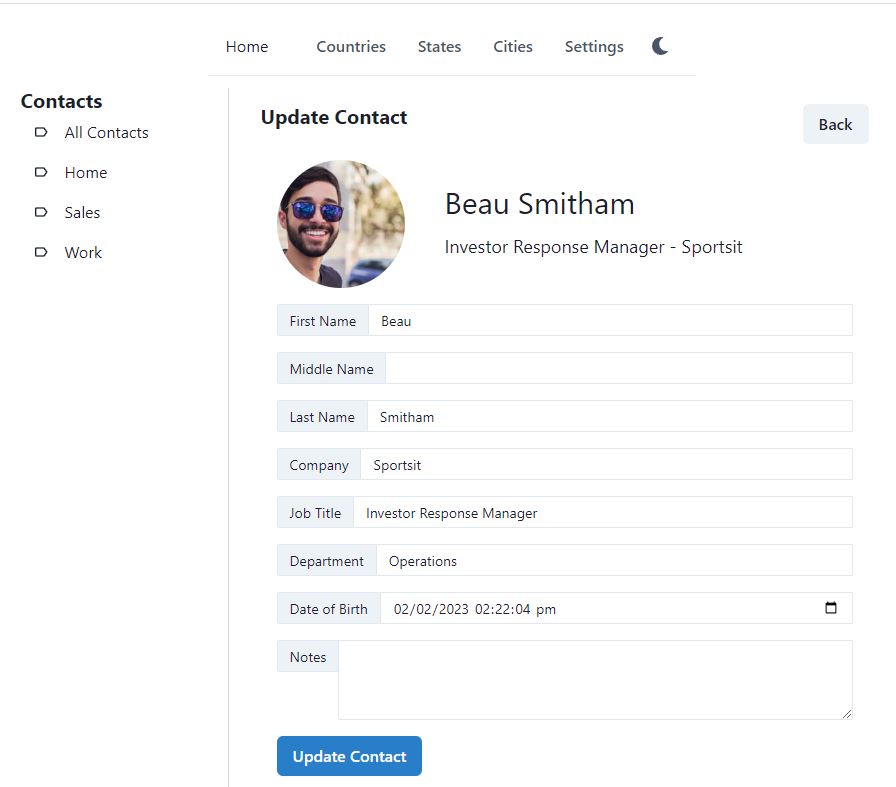 Home Countries States Cities Settings
Contacts
All Contacts
Home
Sales
Work
Update Contact
Back
Beau Smitham
Investor Response Manager - Sportsit
First Name Beau
Middle Name
Last Name Smitham
Company Sportsit
Job Title Investor Response Manager
Department Operations
Date of Birth 02/02/2023 02:22:04 pm
Notes
Update Contact